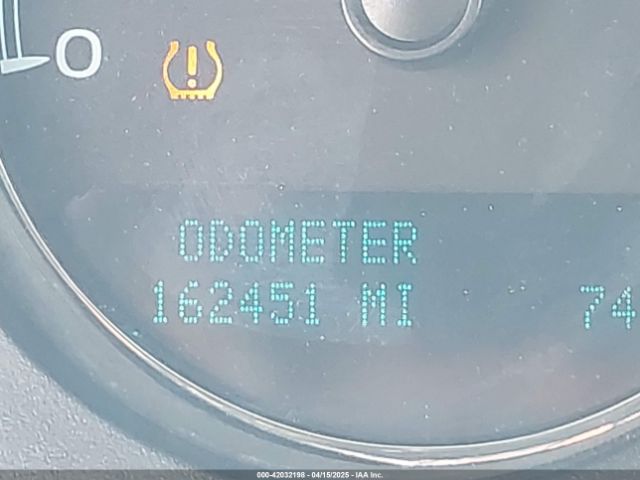 0
ODOMETER
162451 MI 74
000-42032198 - 04/15/2025 - IAA Inc.